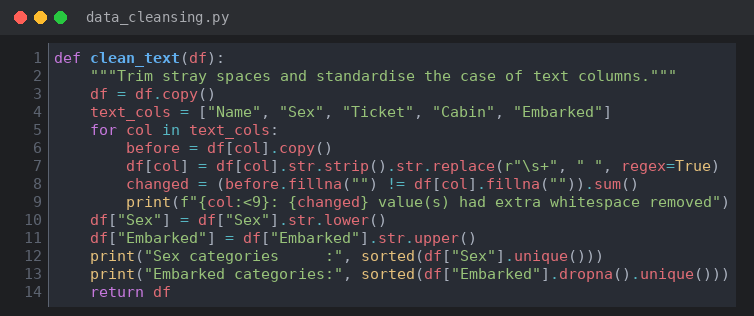 data_cleansing.py
1 def clean_text(df):
2     """Trim stray spaces and standardise the case of text columns."""
3     df = df.copy()
4     text_cols = ["Name", "Sex", "Ticket", "Cabin", "Embarked"]
5     for col in text_cols:
6         before = df[col].copy()
7         df[col] = df[col].str.strip().str.replace(r"\s+", " ", regex=True)
8         changed = (before.fillna("") != df[col].fillna("")).sum()
9         print(f"{col:<9}: {changed} value(s) had extra whitespace removed")
10     df["Sex"] = df["Sex"].str.lower()
11     df["Embarked"] = df["Embarked"].str.upper()
12     print("Sex categories     :", sorted(df["Sex"].unique()))
13     print("Embarked categories:", sorted(df["Embarked"].dropna().unique()))
14     return df